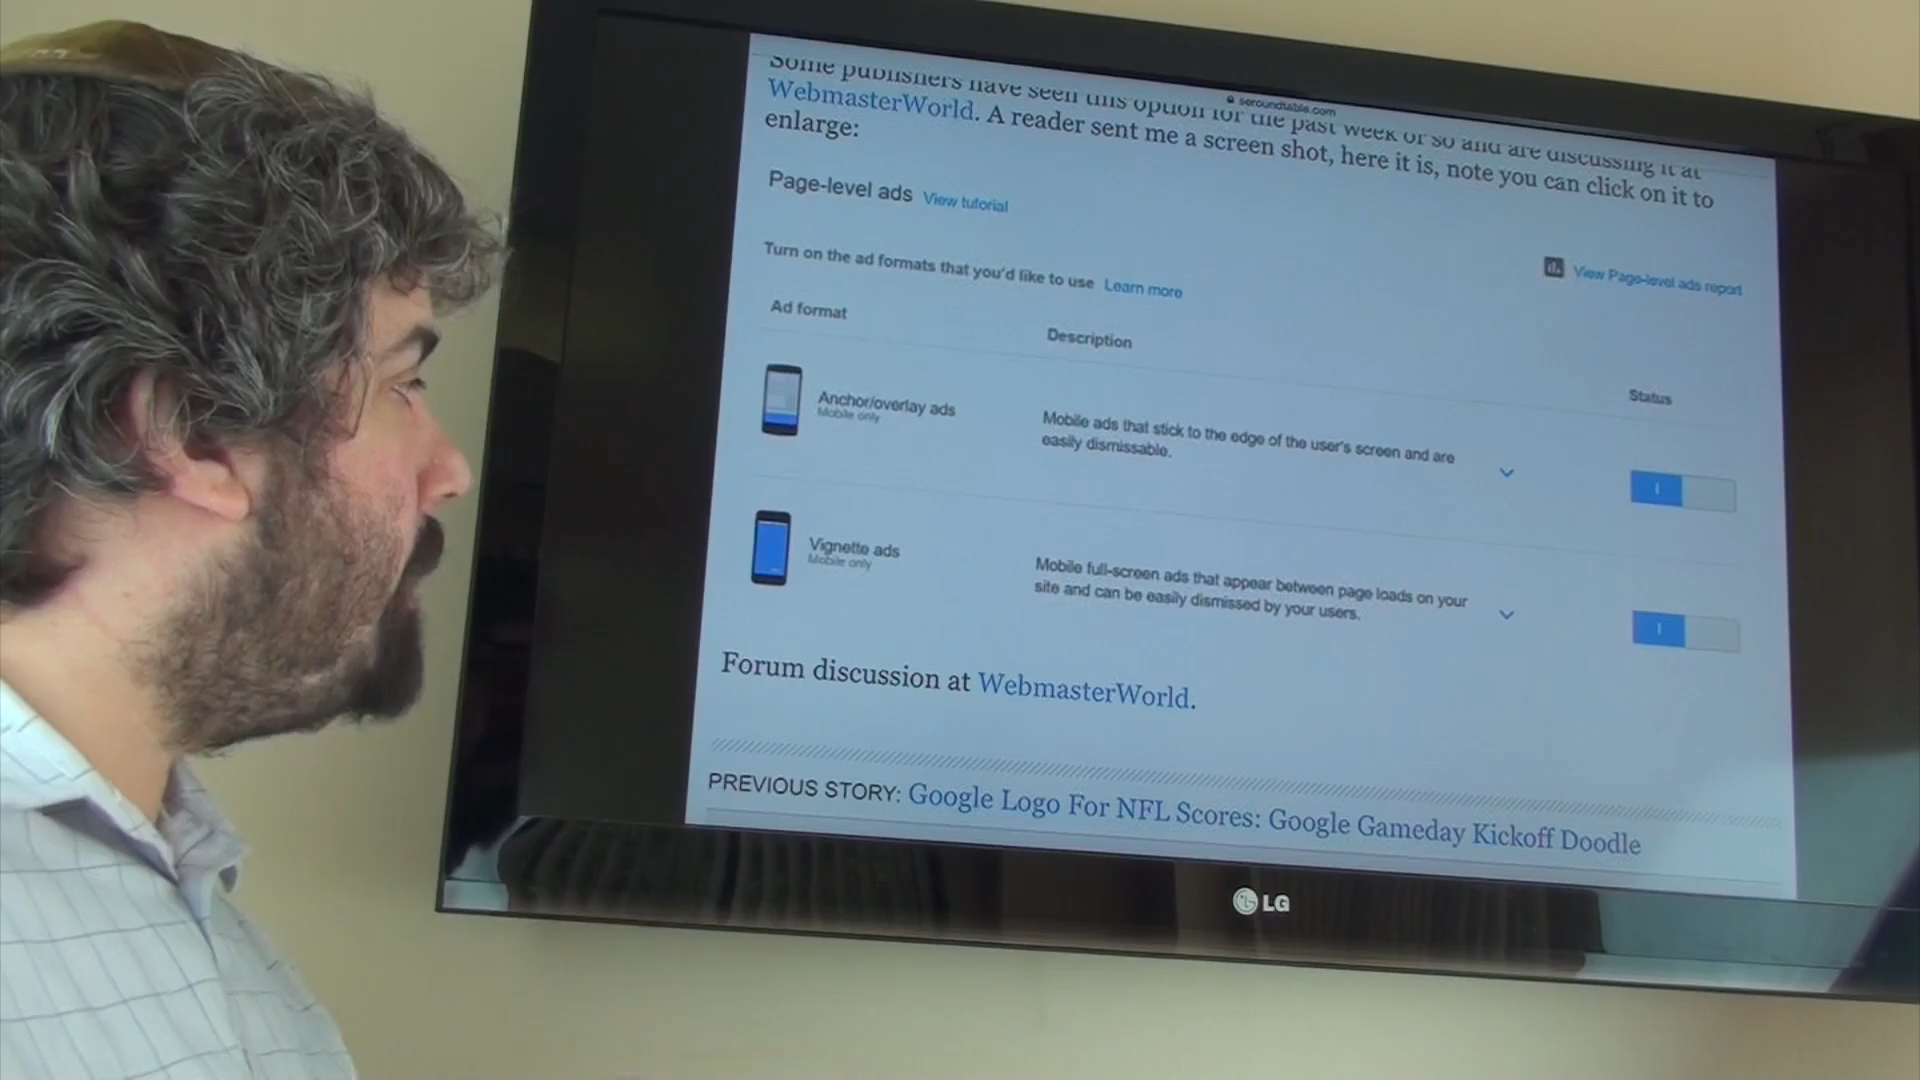 seroundtable.com
Some publishers have seen this option for the past week or so and are discussing it at
WebmasterWorld. A reader sent me a screen shot, here it is, note you can click on it to
enlarge:
Page-level ads View tutorial
View Page-level ads report
Turn on the ad formats that you'd like to use Learn more
Ad format
Description
Status
Anchor/overlay ads
Mobile only
Mobile ads that stick to the edge of the user's screen and are
easily dismissable.
Vignette ads
Mobile only
Mobile full-screen ads that appear between page loads on your
site and can be easily dismissed by your users.
Forum discussion at WebmasterWorld.
PREVIOUS STORY: Google Logo For NFL Scores: Google Gameday Kickoff Doodle
LG